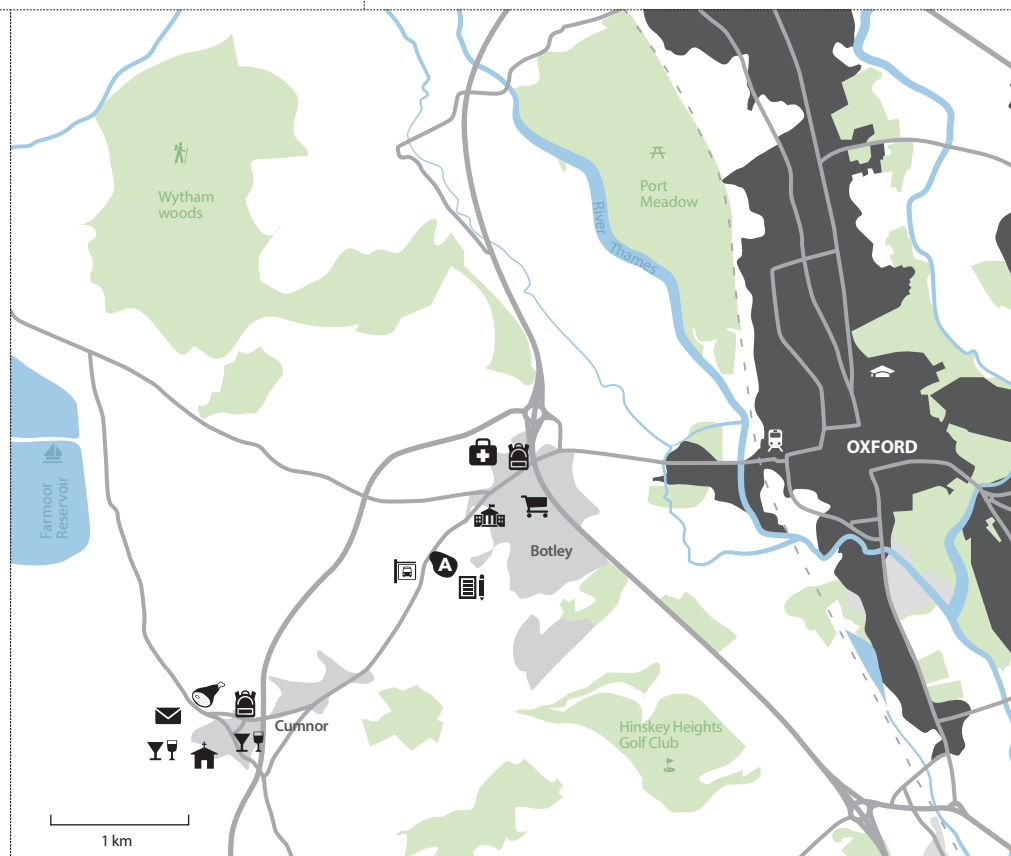 Wytham
woods
Port
Meadow
River Thames
OXFORD
Farmoor
Reservoir
Botley
A
Cumnor
Hinskey Heights
Golf Club
1 km